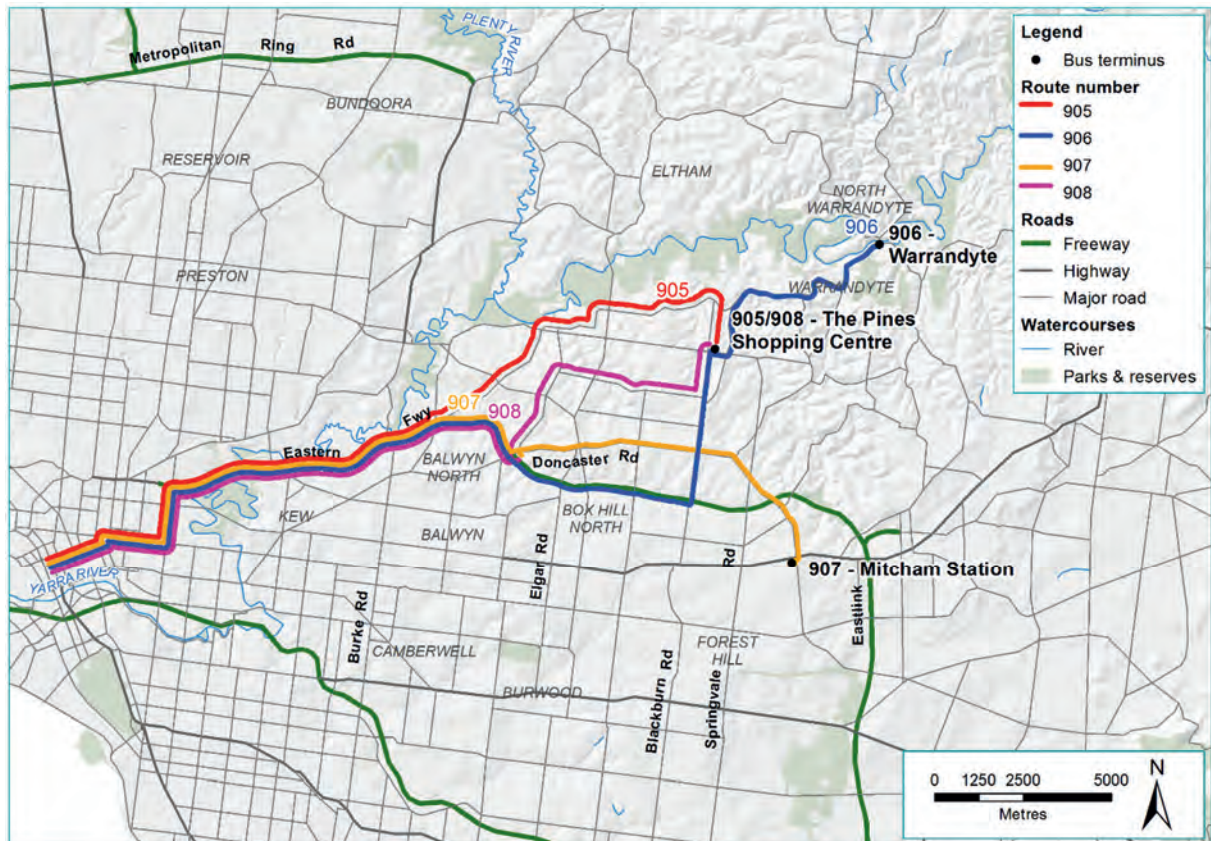 PLENTY RIVER
Metropolitan Ring Rd
BUNDOORA
RESERVOIR
ELTHAM
NORTH
WARRANDYTE
906
906 -
Warrandyte
PRESTON
WARRANDYTE
905
905/908 - The Pines
Shopping Centre
907
908
Eastern Fwy
BALWYN
NORTH
Doncaster Rd
KEW
BOX HILL
NORTH
BALWYN
YARRA RIVER
Elgar Rd
Rd
907 - Mitcham Station
Burke Rd
Eastlink
CAMBERWELL
FOREST
HILL
BURWOOD
Blackburn Rd
Springvale
Legend
Bus terminus
Route number
905
906
907
908
Roads
Freeway
Highway
Major road
Watercourses
River
Parks & reserves
0 1250 2500 5000
Metres
N